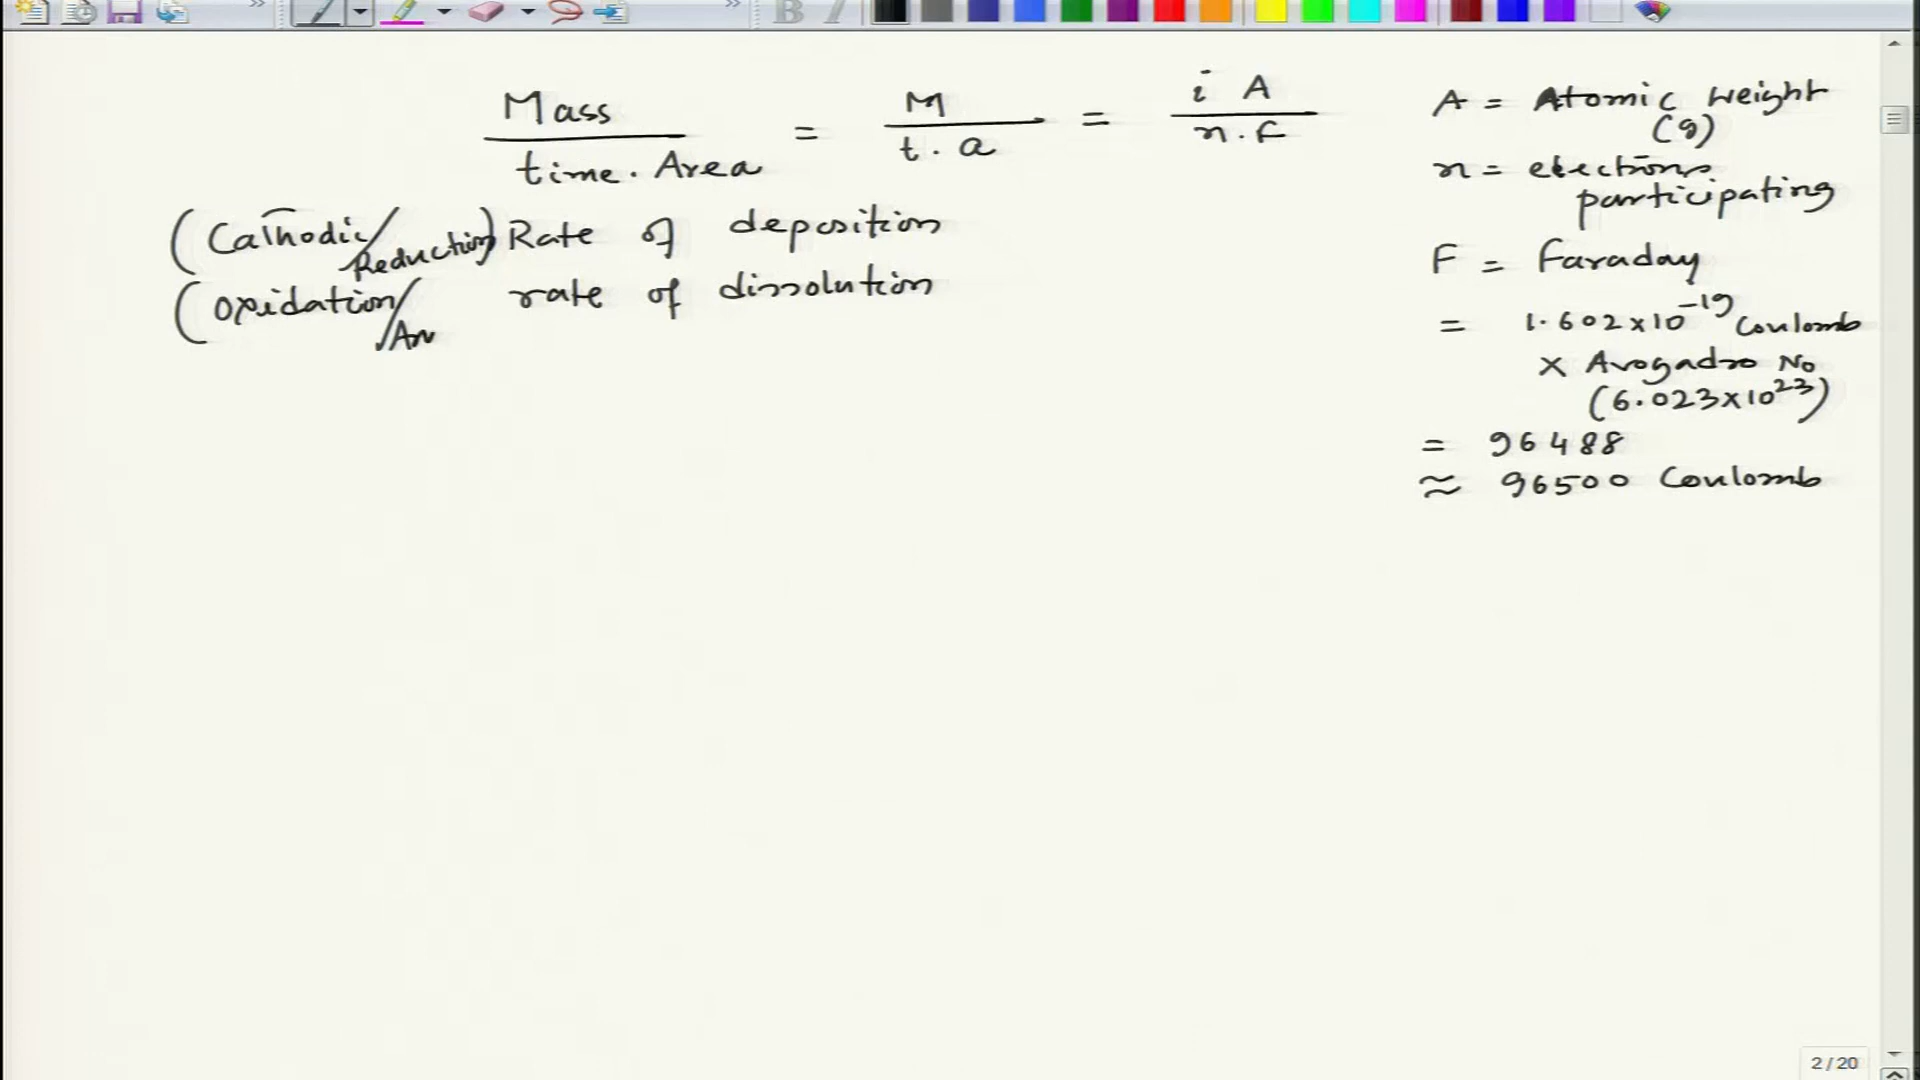 Mass / time. Area = M / t. a = i A / n. F
(Cathodic/Reduction) Rate of deposition
(Oxidation/An rate of dissolution
A = Atomic weight
(g)
n = electrons
participating
F = Faraday
= 1.602x10^-19 Coulomb
x Avogadro No
(6.023x10^23)
= 96488
≈ 96500 Coulomb
2 / 20